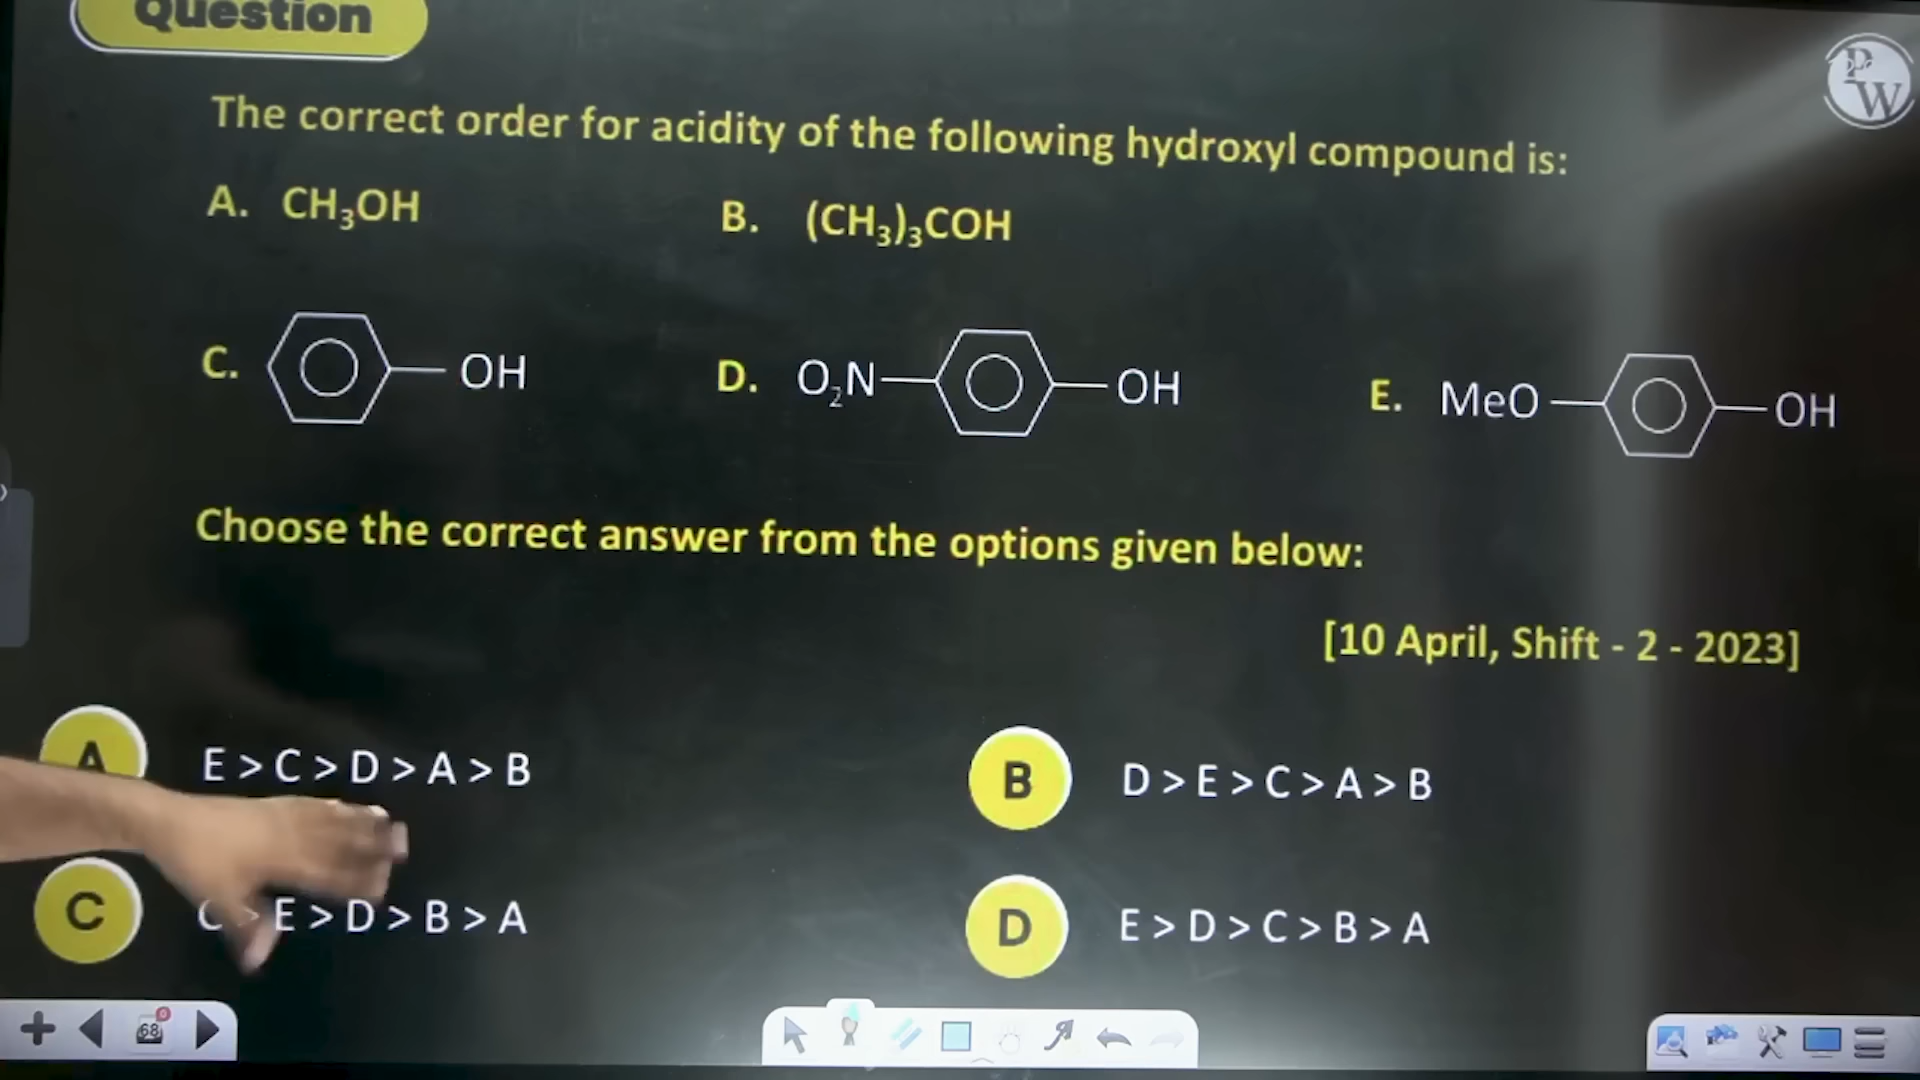 Question
PW
The correct order for acidity of the following hydroxyl compound is:
A. CH₃OH B. (CH₃)₃COH
C. OH D. O₂N OH E. MeO OH
Choose the correct answer from the options given below:
[10 April, Shift - 2 - 2023]
A E > C > D > A > B B D > E > C > A > B
C > E > D > B > A D E > D > C > B > A
68